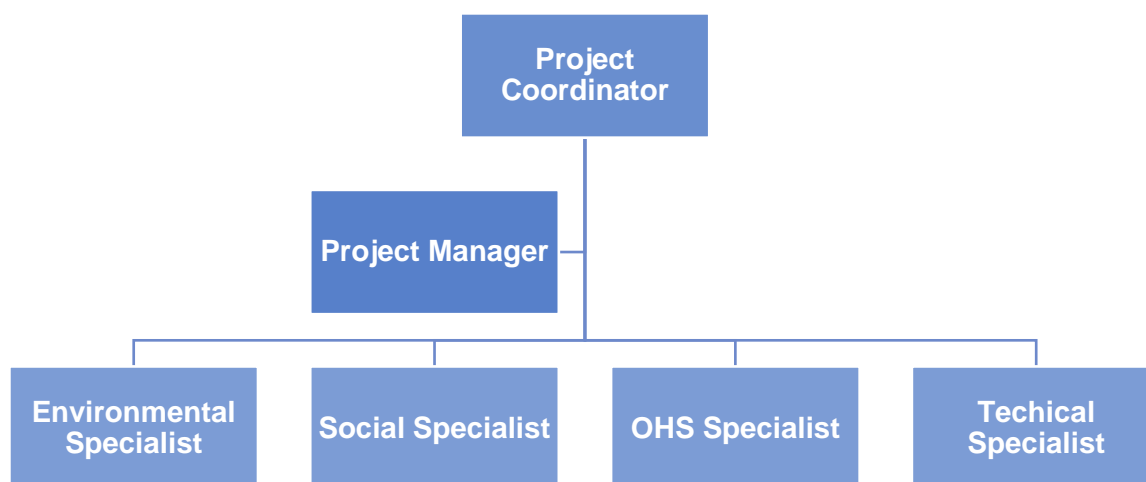 Project
Coordinator
Project Manager
Environmental
Specialist
Social Specialist
OHS Specialist
Techical
Specialist